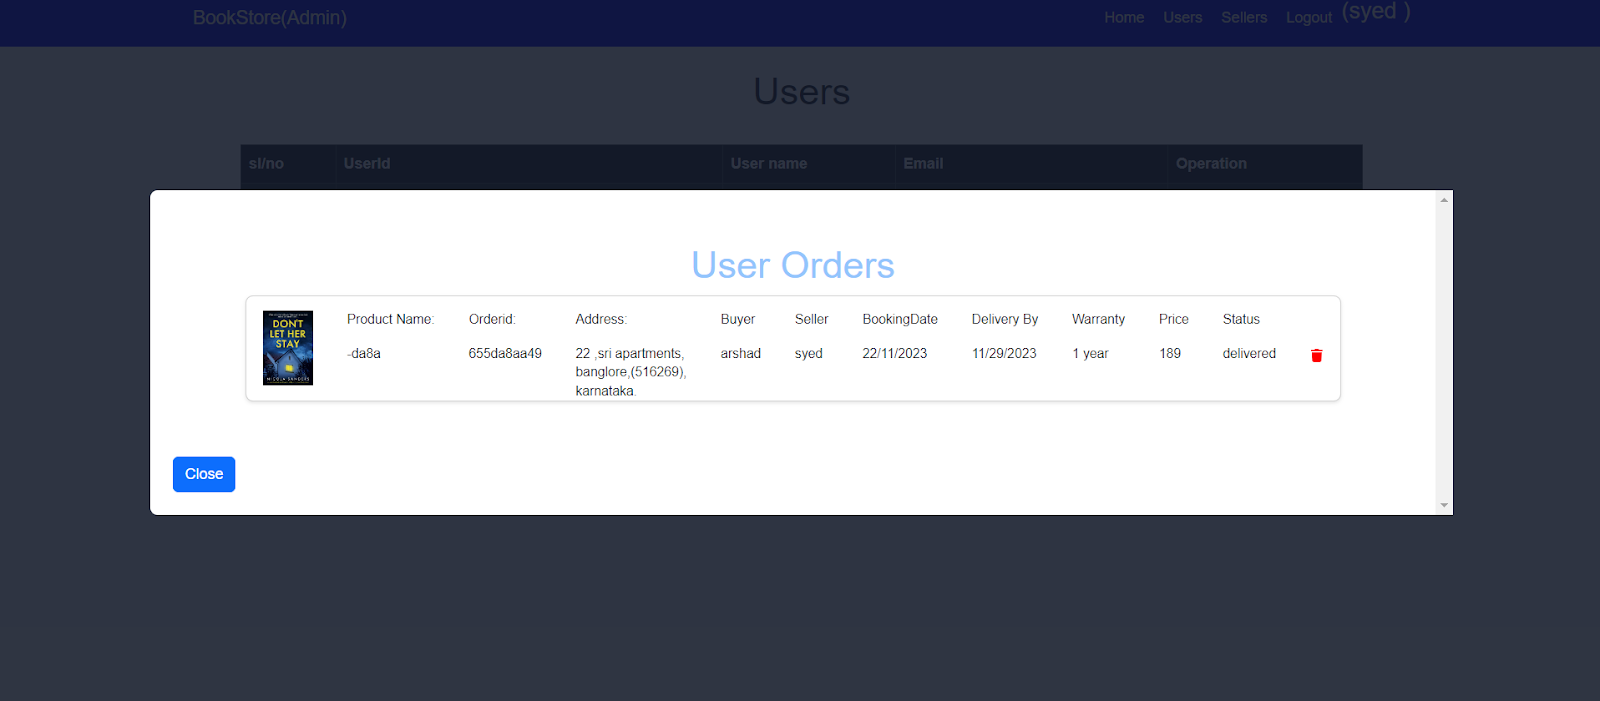 BookStore(Admin)
Home Users Sellers Logout (syed )
Users
sl/no UserId User name Email Operation
User Orders
DON'T
LET HER
STAY
Product Name: Orderid: Address: Buyer Seller BookingDate Delivery By Warranty Price Status
-da8a 655da8aa49 22 ,sri apartments, arshad syed 22/11/2023 11/29/2023 1 year 189 delivered
banglore,(516269),
karnataka.
NICOLA SANDERS
Close